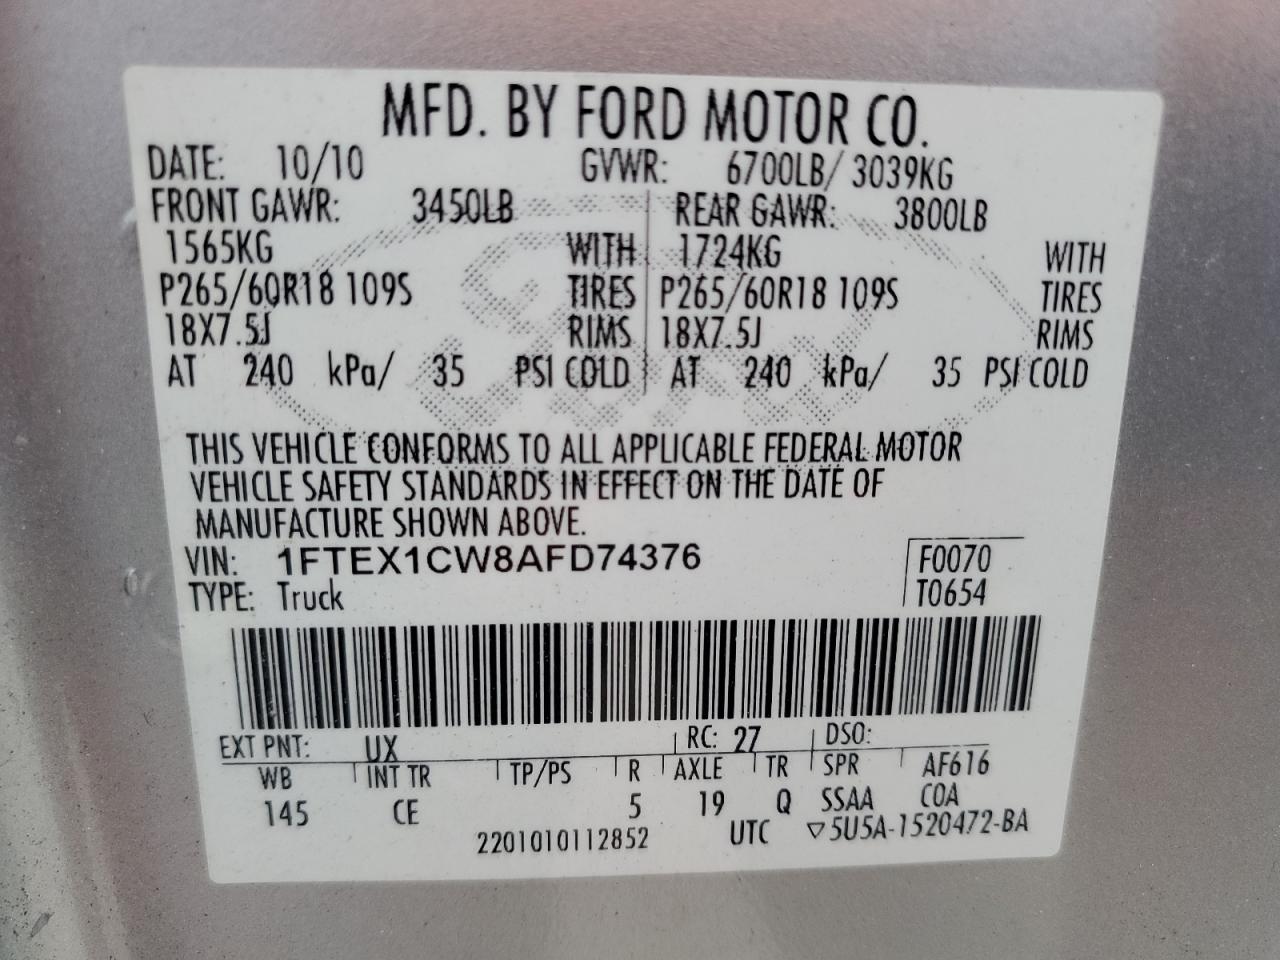 MFD. BY FORD MOTOR CO.
DATE: 10/10 GVWR: 6700LB/ 3039KG
FRONT GAWR: 3450LB REAR GAWR: 3800LB
1565KG WITH 1724KG WITH
P265/60R18 109S TIRES P265/60R18 109S TIRES
18X7.5J RIMS 18X7.5J RIMS
AT 240 kPa/ 35 PSI COLD AT 240 kPa/ 35 PSI COLD
THIS VEHICLE CONFORMS TO ALL APPLICABLE FEDERAL MOTOR
VEHICLE SAFETY STANDARDS IN EFFECT ON THE DATE OF
MANUFACTURE SHOWN ABOVE.
VIN: 1FTEX1CW8AFD74376 F0070
TYPE: Truck T0654
EXT PNT: UX RC: 27 DSO:
WB INT TR TP/PS R AXLE TR SPR AF616
145 CE 5 19 Q SSAA COA
2201010112852 UTC ▽5U5A-1520472-BA
Ford